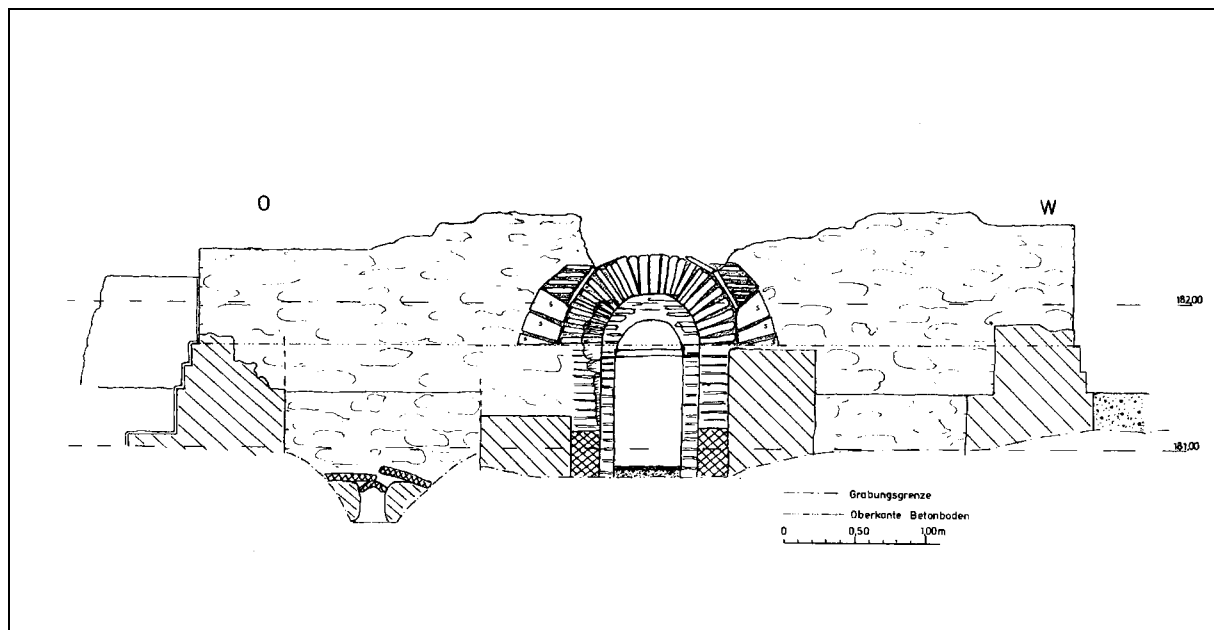 O W
182,00
181,00
Grabungsgrenze
Oberkante Betonboden
0 0,50 1,00m